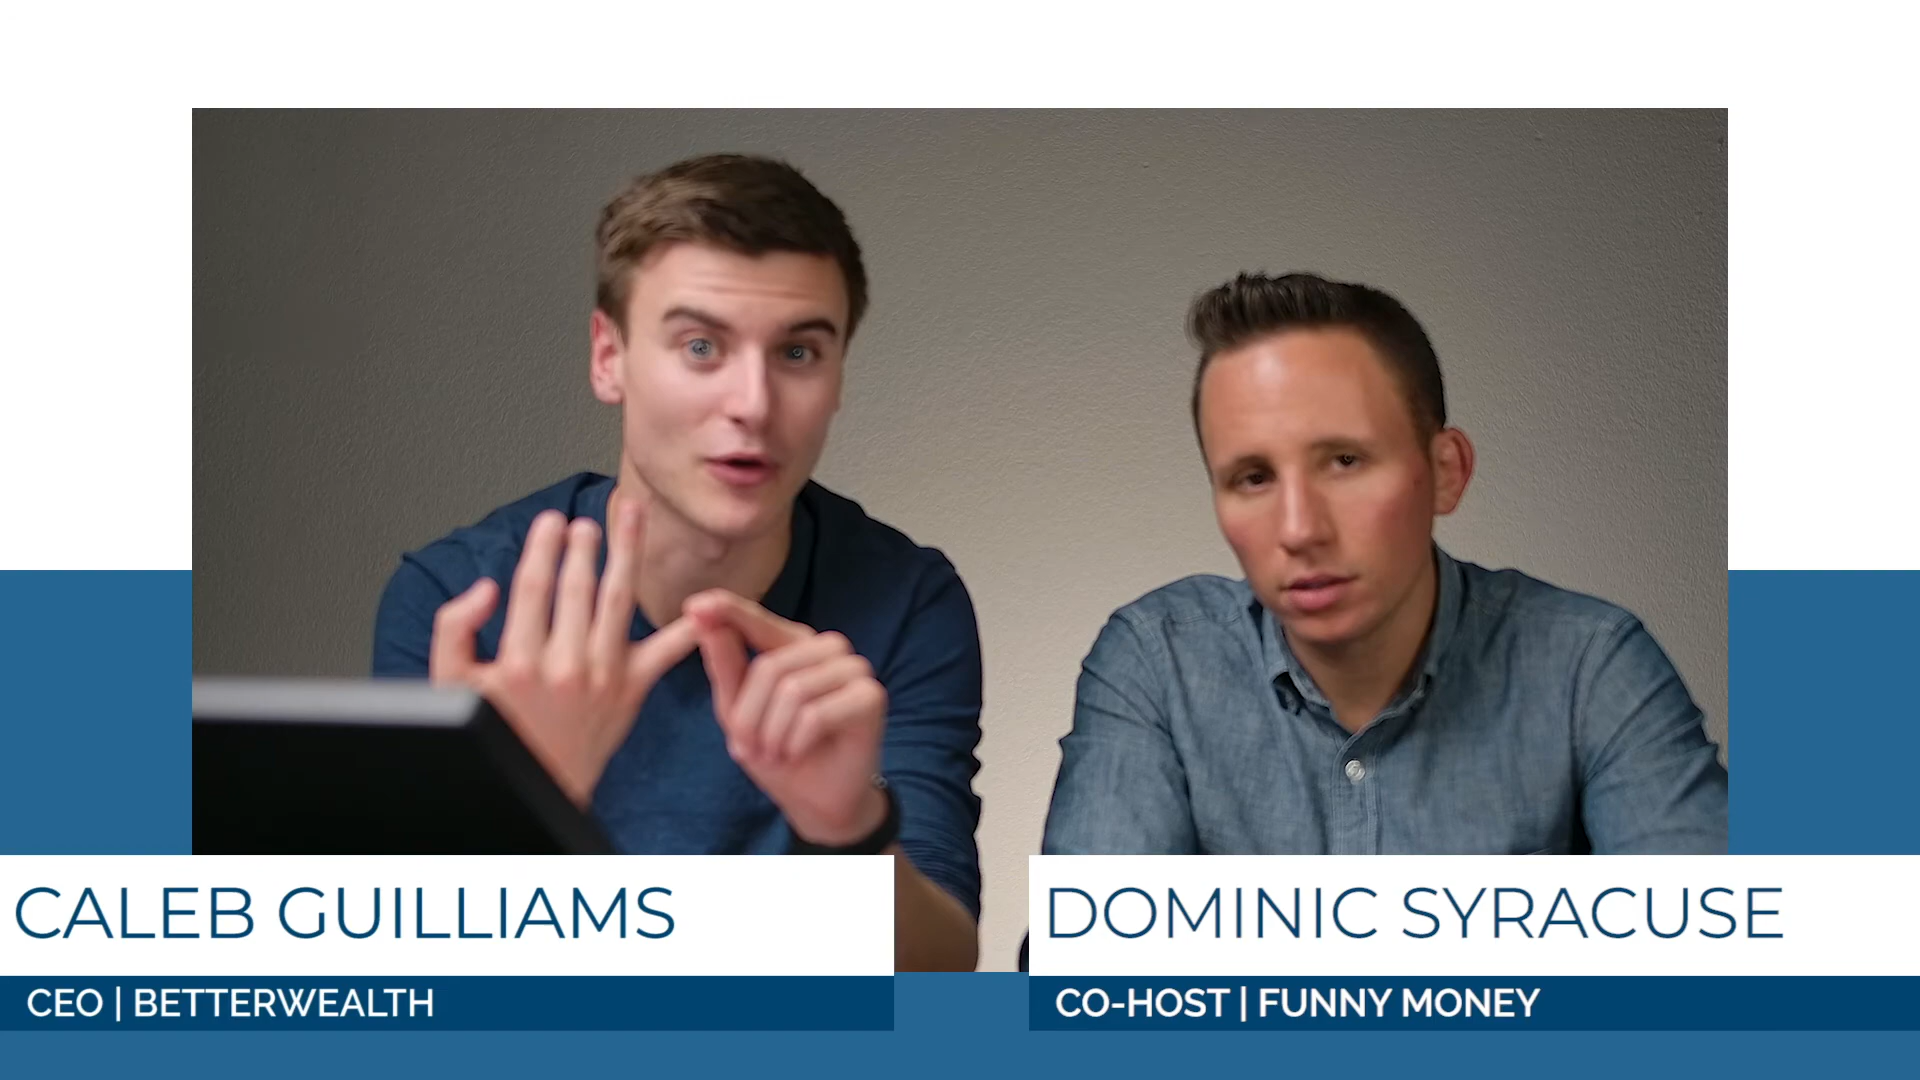 CALEB GUILLIAMS
CEO | BETTERWEALTH
DOMINIC SYRACUSE
CO-HOST | FUNNY MONEY